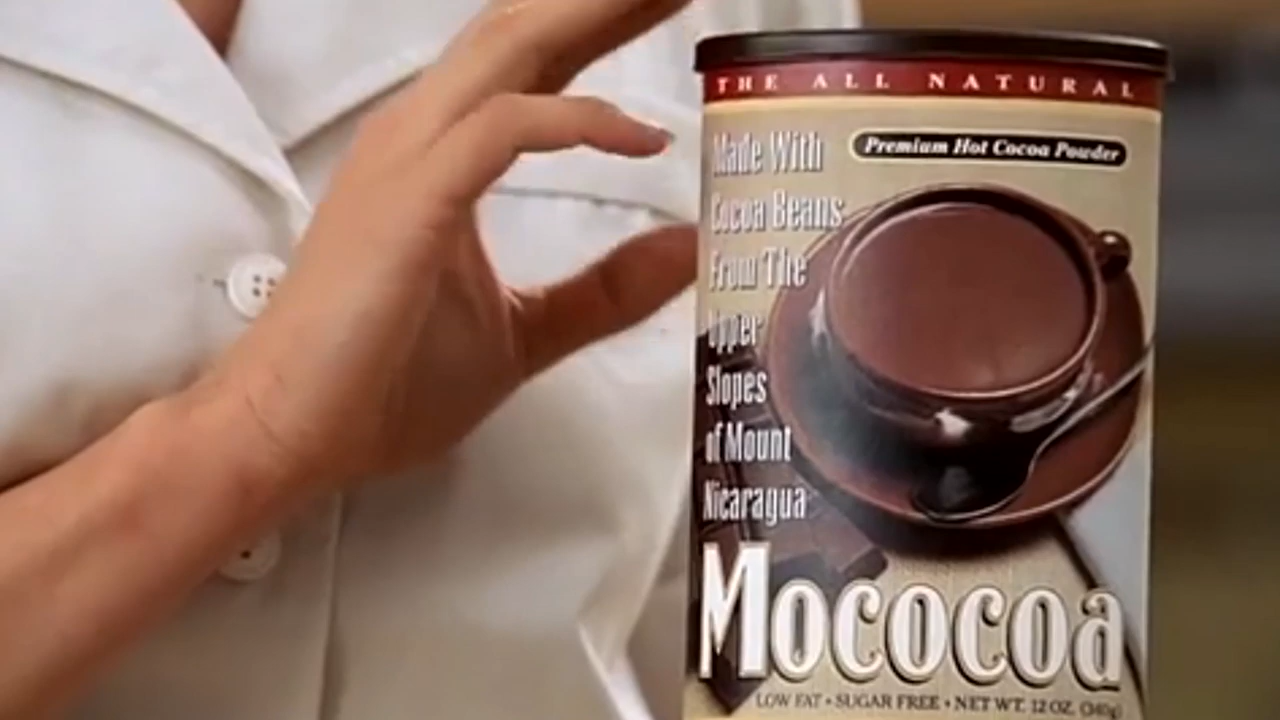 THE ALL NATURAL
Premium Hot Cocoa Powder
Made With
Cocoa Beans
From The
Upper
Slopes
of Mount
Nicaragua
Mococoa
LOW FAT • SUGAR FREE • NET WT. 12 OZ. (340g)